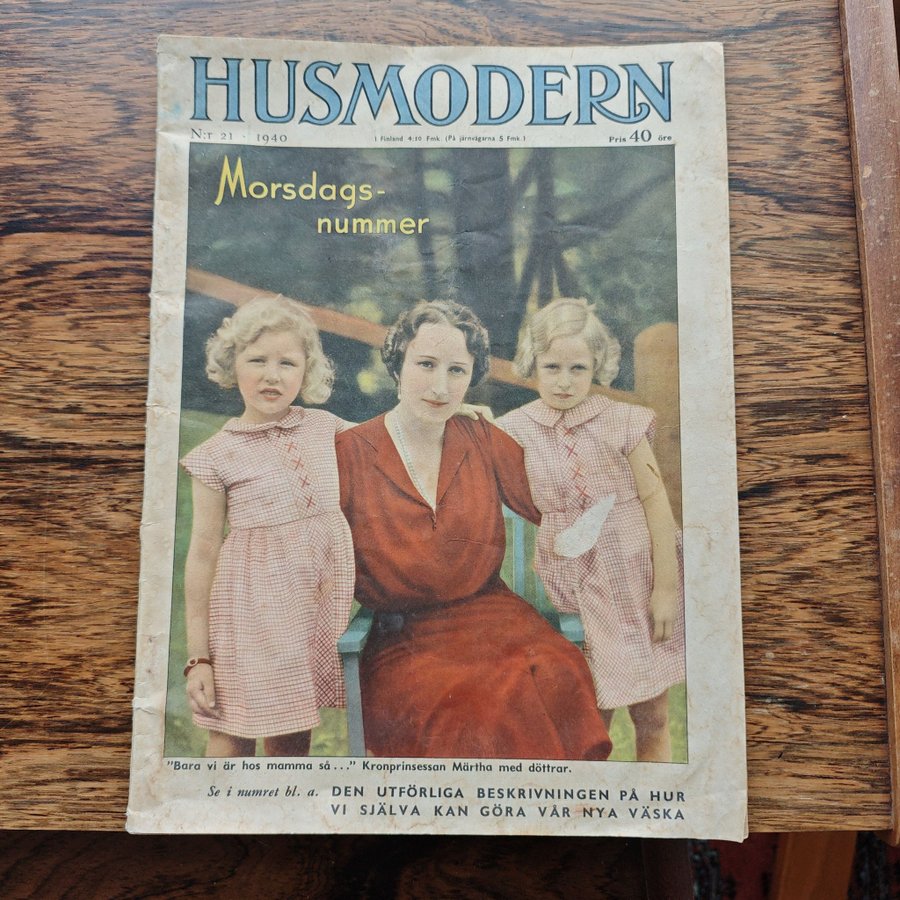 HUSMODERN
N:r 21 · 1940 I Finland 4:10 Fmk. (På järnvägarna 5 Fmk.) Pris 40 öre
Morsdags-
nummer
"Bara vi är hos mamma så..." Kronprinsessan Märtha med döttrar.
Se i numret bl. a. DEN UTFÖRLIGA BESKRIVNINGEN PÅ HUR
VI SJÄLVA KAN GÖRA VÅR NYA VÄSKA